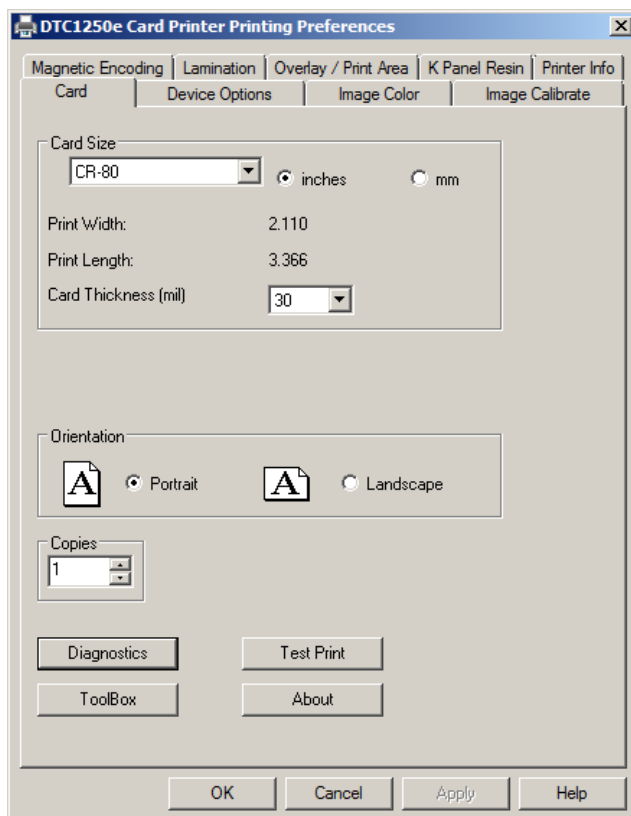 DTC1250e Card Printer Printing Preferences
Magnetic Encoding Lamination Overlay / Print Area K Panel Resin Printer Info
Card Device Options Image Color Image Calibrate
Card Size
CR-80 inches mm
Print Width: 2.110
Print Length: 3.366
Card Thickness (mil) 30
Orientation
A Portrait A Landscape
Copies
1
Diagnostics Test Print
ToolBox About
OK Cancel Apply Help